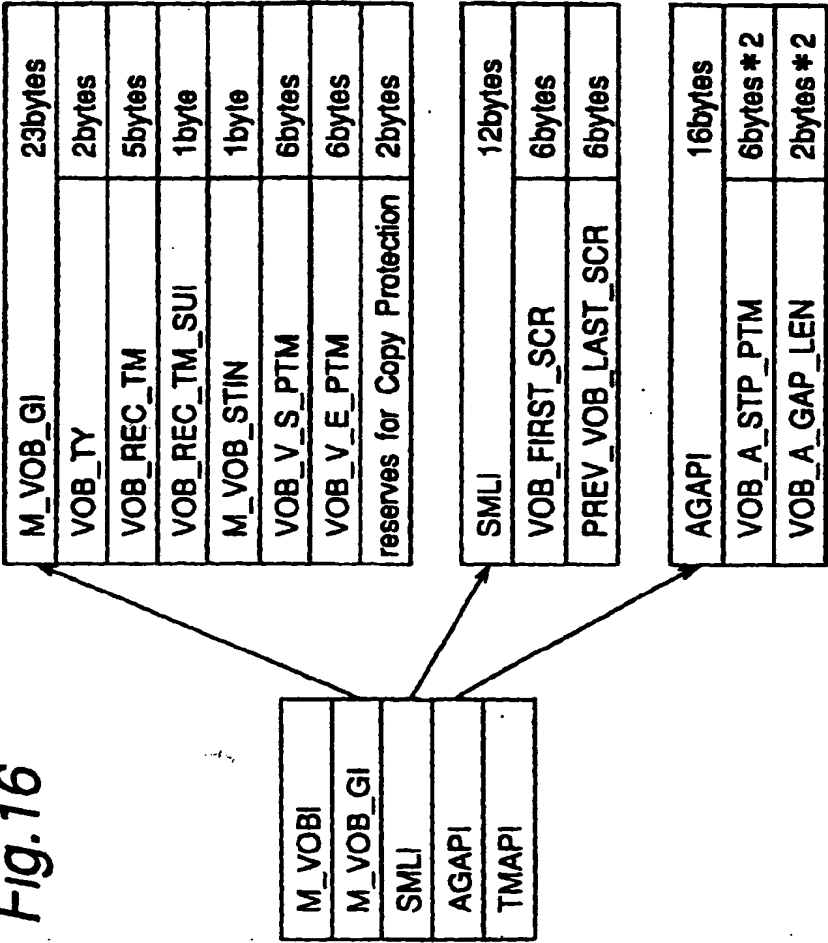 Fig.16
M_VOBI
M_VOB_GI
SMLI
AGAPI
TMAPI
M_VOB_GI 23bytes
VOB_TY 2bytes
VOB_REC_TM 5bytes
VOB_REC_TM_SUI 1byte
M_VOB_STIN 1byte
VOB_V_S_PTM 6bytes
VOB_V_E_PTM 6bytes
reserves for Copy Protection 2bytes
SMLI 12bytes
VOB_FIRST_SCR 6bytes
PREV_VOB_LAST_SCR 6bytes
AGAPI 16bytes
VOB_A_STP_PTM 6bytes*2
VOB_A_GAP_LEN 2bytes*2